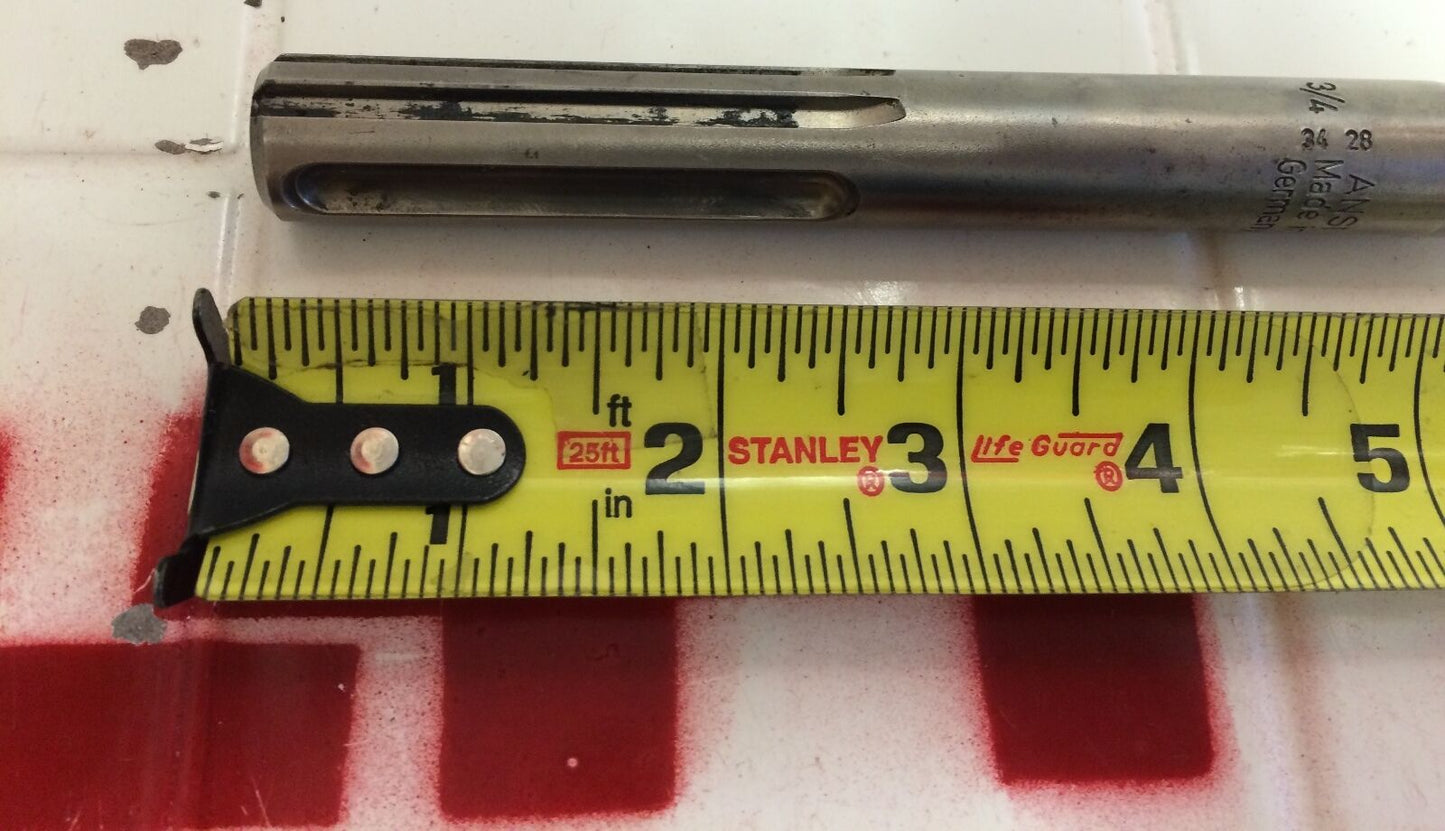 3/4
34 28
ANS
Made
German
1 ft
25ft 2 STANLEY® 3 Life Guard® 4 5
in
1